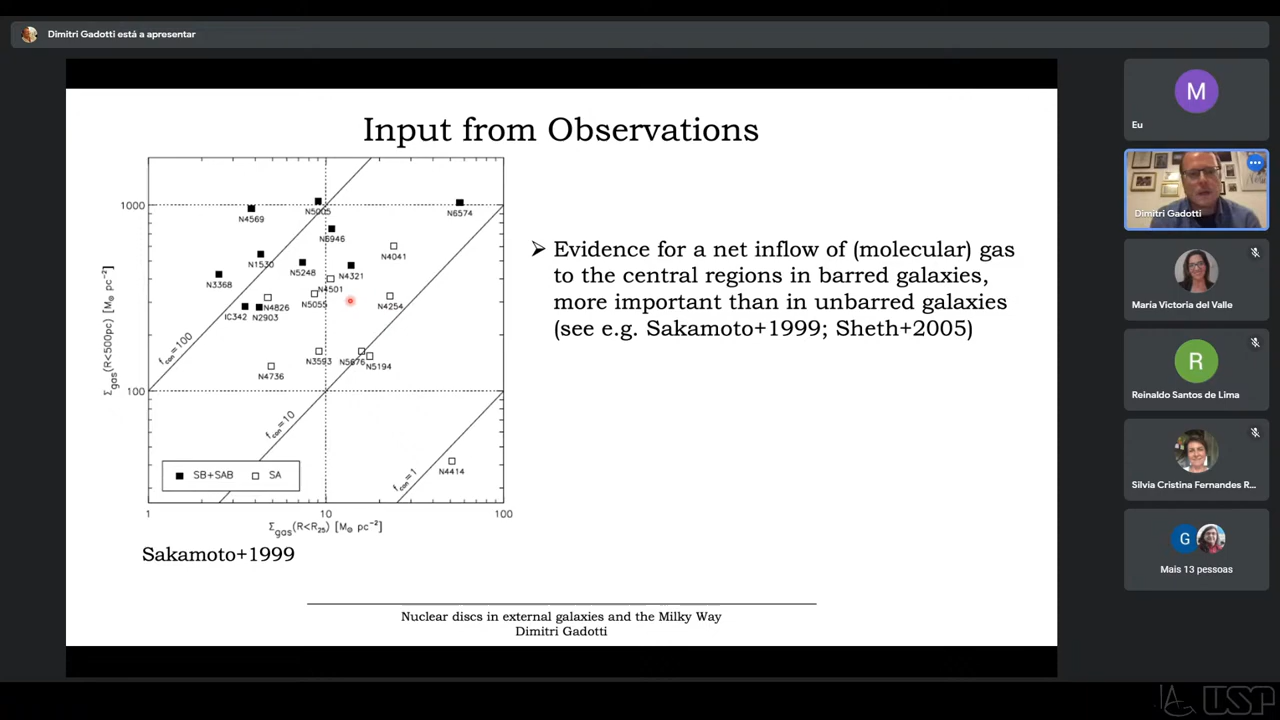 Dimitri Gadotti está a apresentar
Input from Observations
1000
100
1
10
100
Σgas(R<500pc) [M⊙ pc⁻²]
Σgas(R<R25) [M⊙ pc⁻²]
N4569
N5005
N6574
N6946
N4041
N1530
N5248
N4321
N3368
N4501
N5055
N4254
IC342
N2903
N4826
N3593
N5676
N5194
N4736
N4414
fcon=100
fcon=10
fcon=1
SB+SAB
SA
Sakamoto+1999
➢ Evidence for a net inflow of (molecular) gas
to the central regions in barred galaxies,
more important than in unbarred galaxies
(see e.g. Sakamoto+1999; Sheth+2005)
Nuclear discs in external galaxies and the Milky Way
Dimitri Gadotti
M
Eu
Dimitri Gadotti
María Victoria del Valle
R
Reinaldo Santos de Lima
Silvia Cristina Fernandes R...
G
Mais 13 pessoas
USP